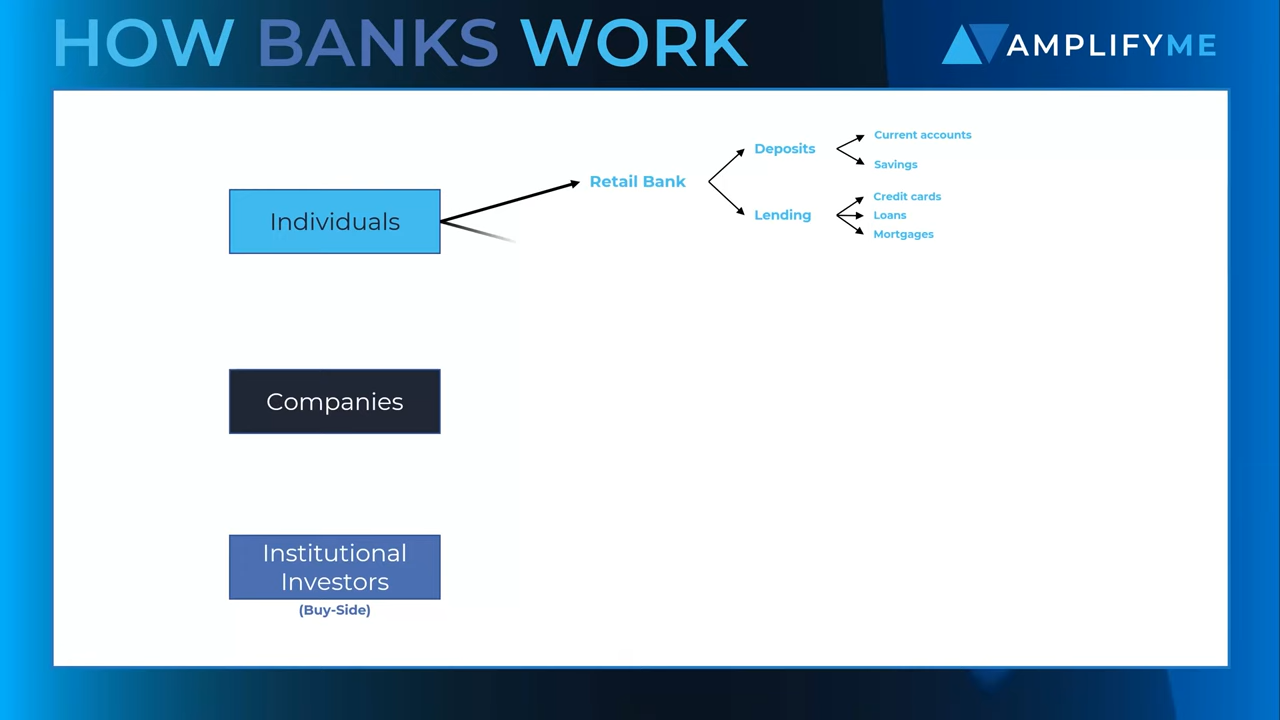 HOW BANKS WORK
AMPLIFYME
Individuals
Retail Bank
Deposits
Current accounts
Savings
Lending
Credit cards
Loans
Mortgages
Companies
Institutional
Investors
(Buy-Side)